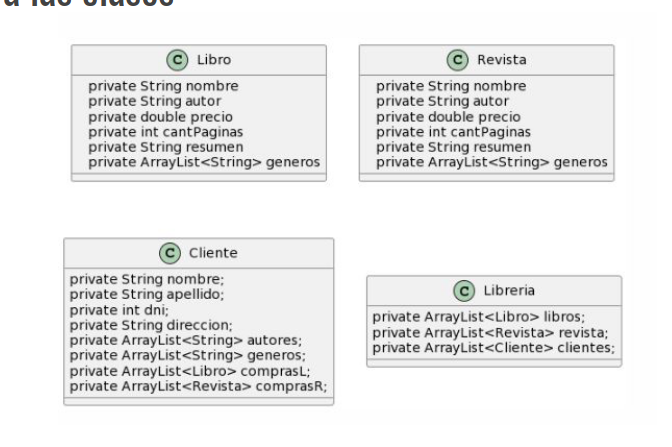 C Libro
private String nombre
private String autor
private double precio
private int cantPaginas
private String resumen
private ArrayList<String> generos
C Revista
private String nombre
private String autor
private double precio
private int cantPaginas
private String resumen
private ArrayList<String> generos
C Cliente
private String nombre;
private String apellido;
private int dni;
private String direccion;
private ArrayList<String> autores;
private ArrayList<String> generos;
private ArrayList<Libro> comprasL;
private ArrayList<Revista> comprasR;
C Libreria
private ArrayList<Libro> libros;
private ArrayList<Revista> revista;
private ArrayList<Cliente> clientes;